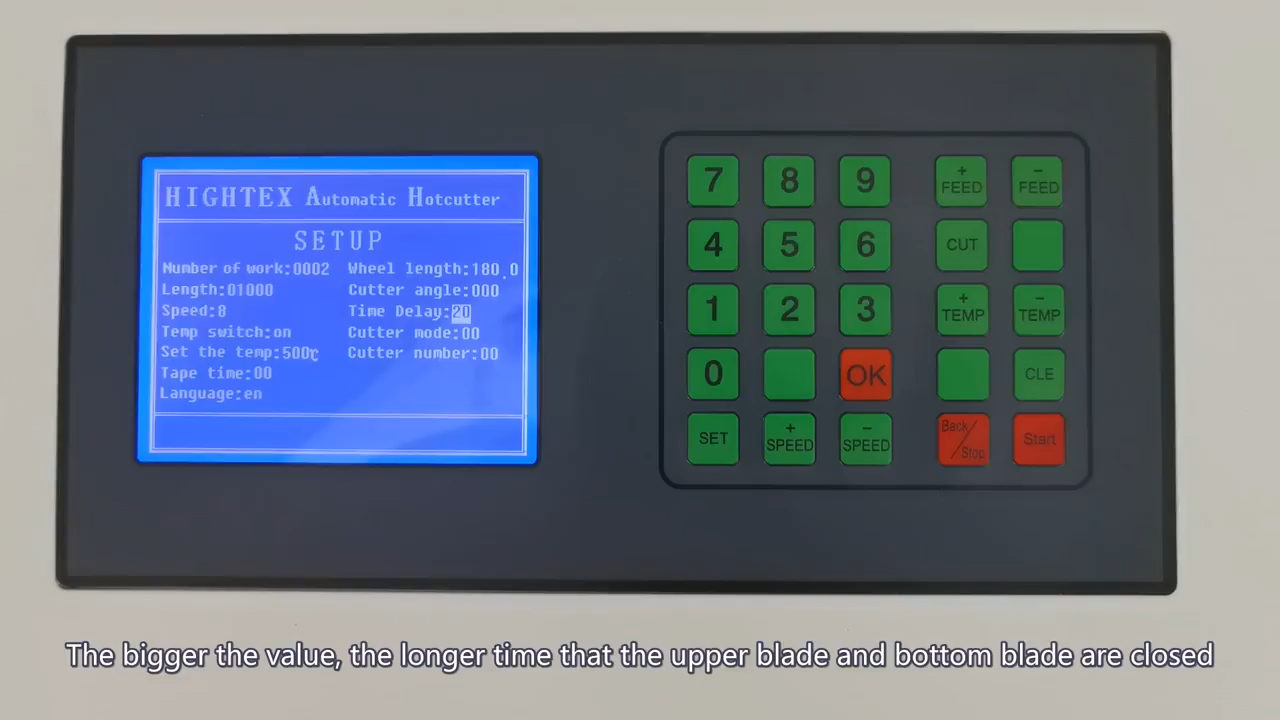 HIGHTEX Automatic Hotcutter
SETUP
Number of work:0002 Wheel length:180.0
Length:01000 Cutter angle:000
Speed:8 Time Delay:20
Temp switch:on Cutter mode:00
Set the temp:500℃ Cutter number:00
Tape time:00
Language:en
7 8 9 + FEED - FEED
4 5 6 CUT
1 2 3 + TEMP - TEMP
0 OK CLE
SET + SPEED - SPEED Back/Stop Start
The bigger the value, the longer time that the upper blade and bottom blade are closed